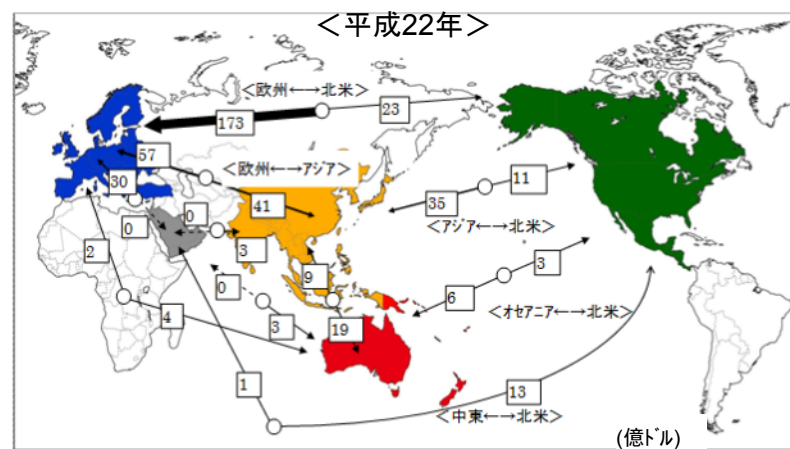 ＜平成22年＞
＜欧州←→北米＞
23
173
57
＜欧州←→アジア＞
30
41
35
11
0
0
3
＜アジア←→北米＞
2
9
0
6
3
4
3
19
＜オセアニア←→北米＞
1
13
＜中東←→北米＞
(億ドル)